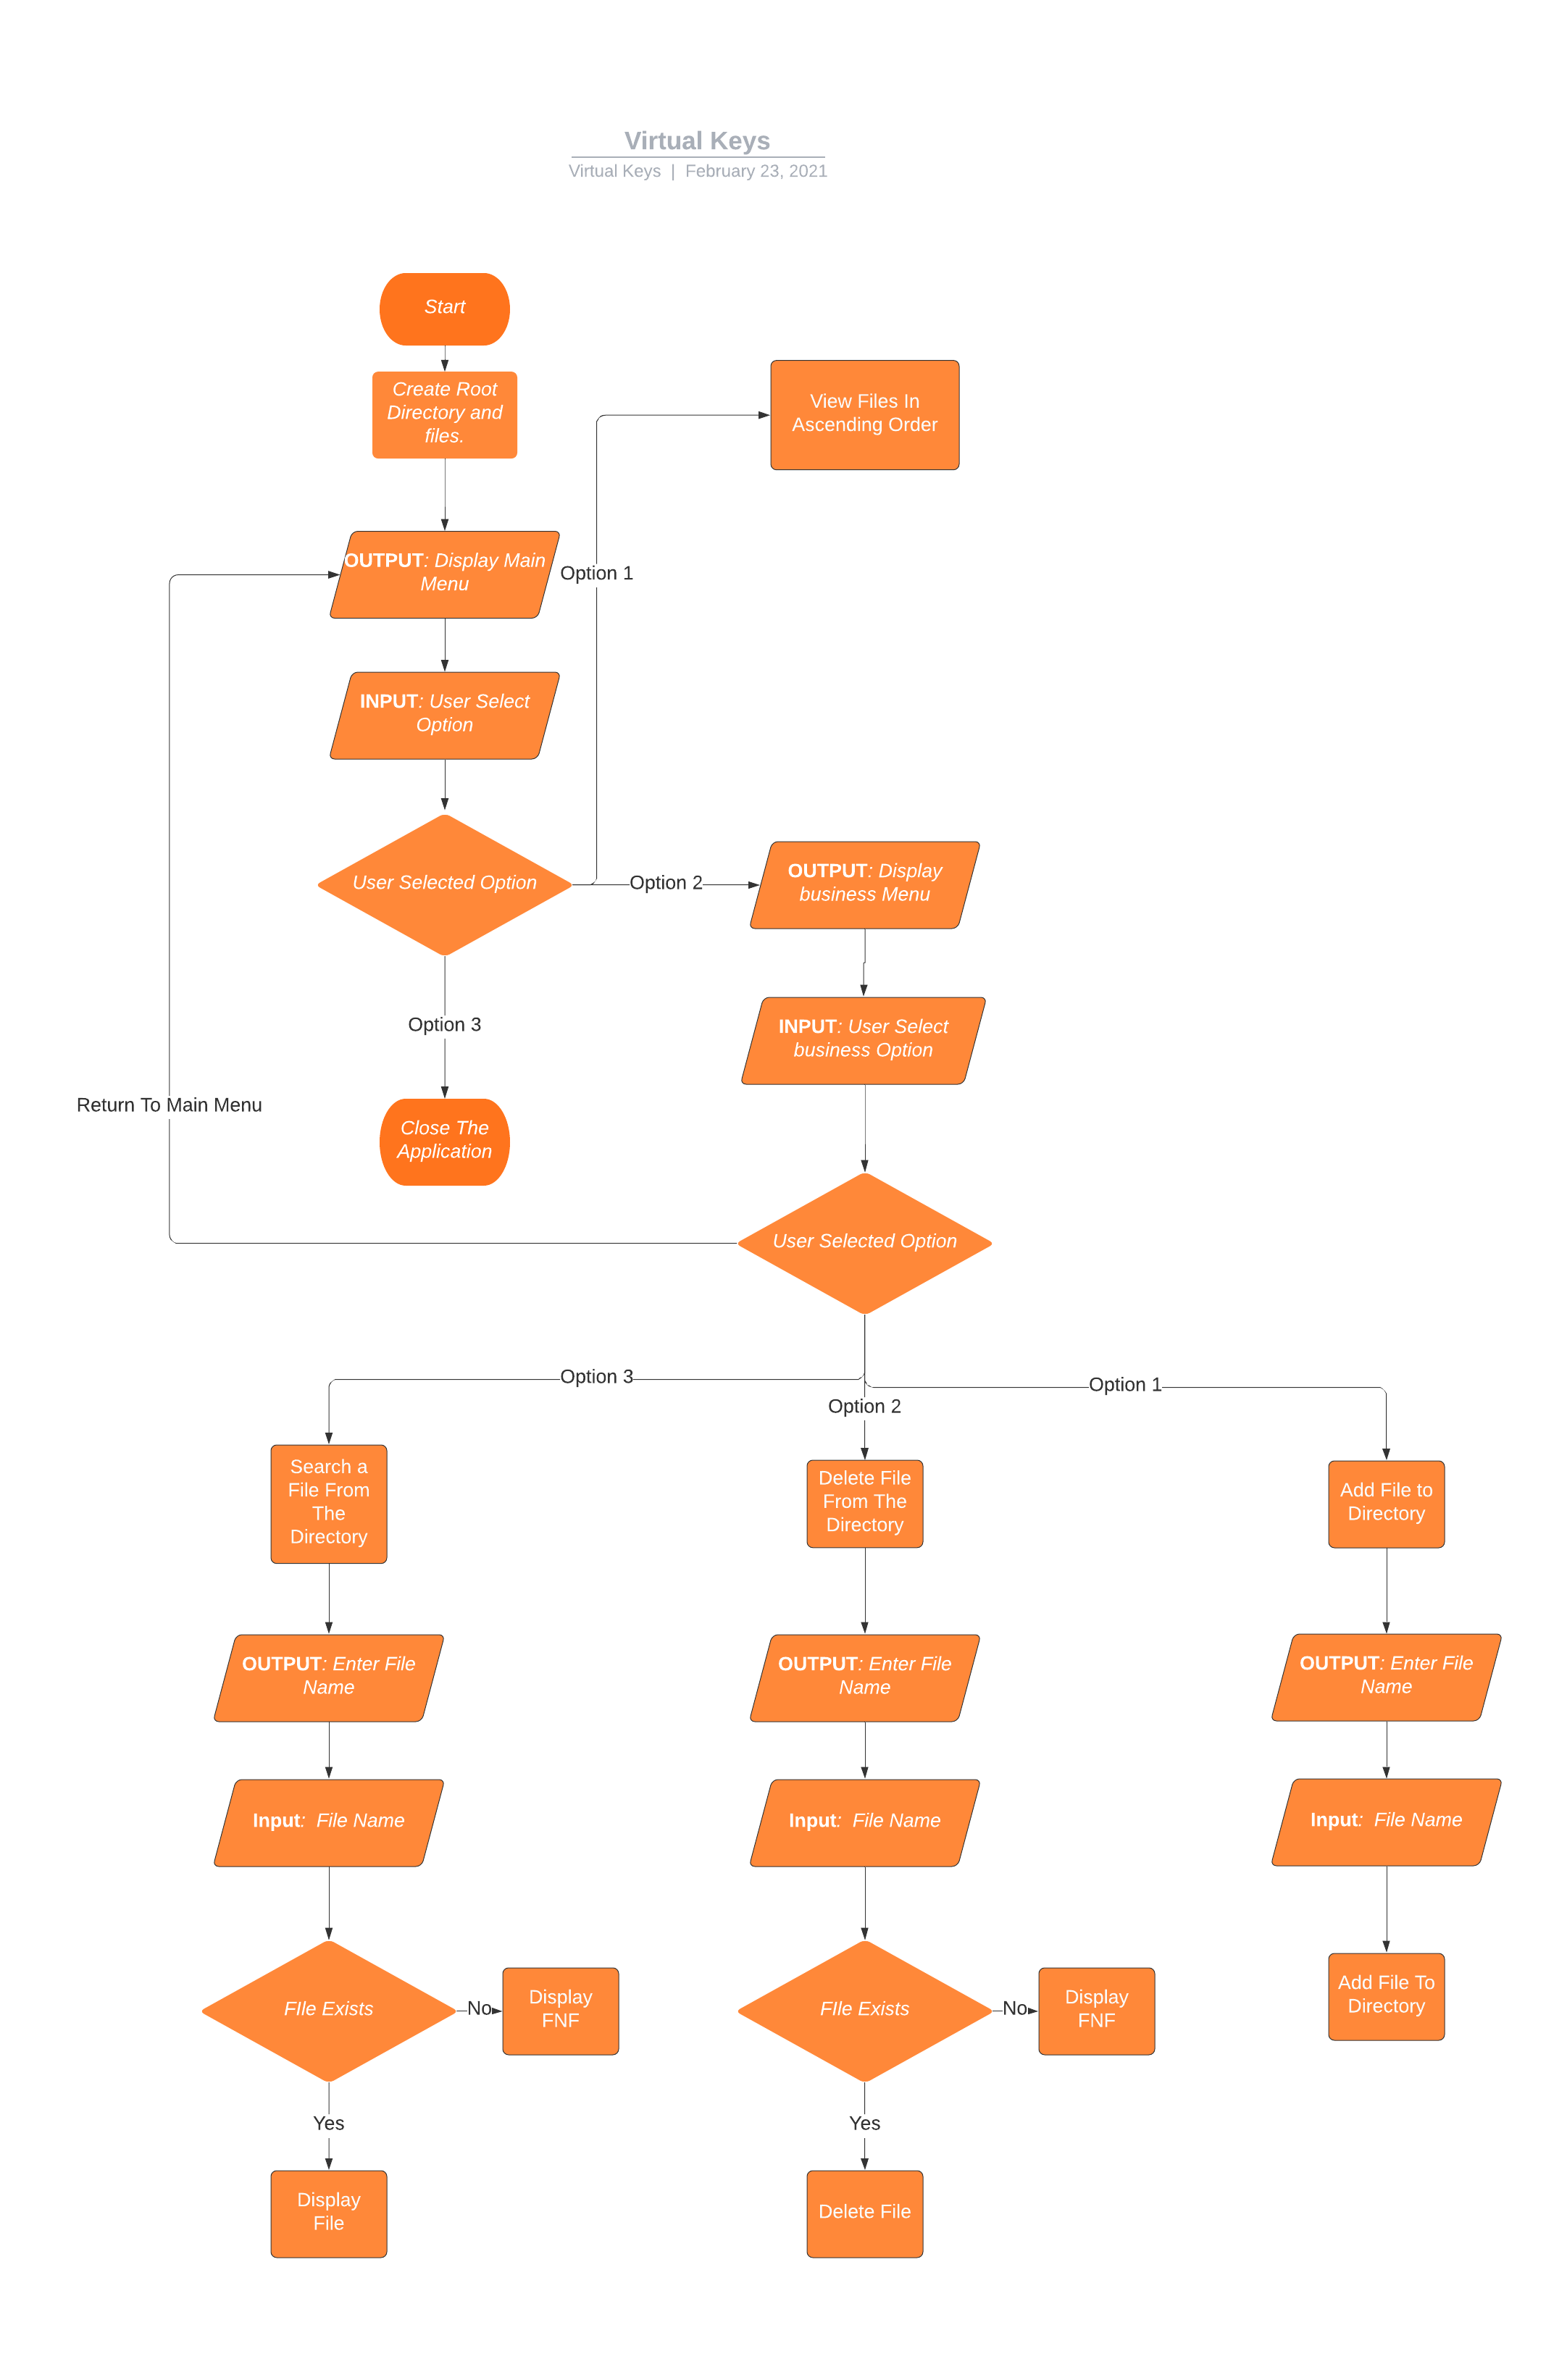 Virtual Keys
Virtual Keys | February 23, 2021
Start
Create Root
Directory and
files.
View Files In
Ascending Order
OUTPUT: Display Main
Menu
Option 1
INPUT: User Select
Option
User Selected Option
Option 2
OUTPUT: Display
business Menu
Option 3
INPUT: User Select
business Option
Close The
Application
Return To Main Menu
User Selected Option
Option 3
Option 2
Option 1
Search a
File From
The
Directory
Delete File
From The
Directory
Add File to
Directory
OUTPUT: Enter File
Name
OUTPUT: Enter File
Name
OUTPUT: Enter File
Name
Input:  File Name
Input:  File Name
Input:  File Name
FIle Exists
No
Display
FNF
FIle Exists
No
Display
FNF
Add File To
Directory
Yes
Yes
Display
File
Delete File